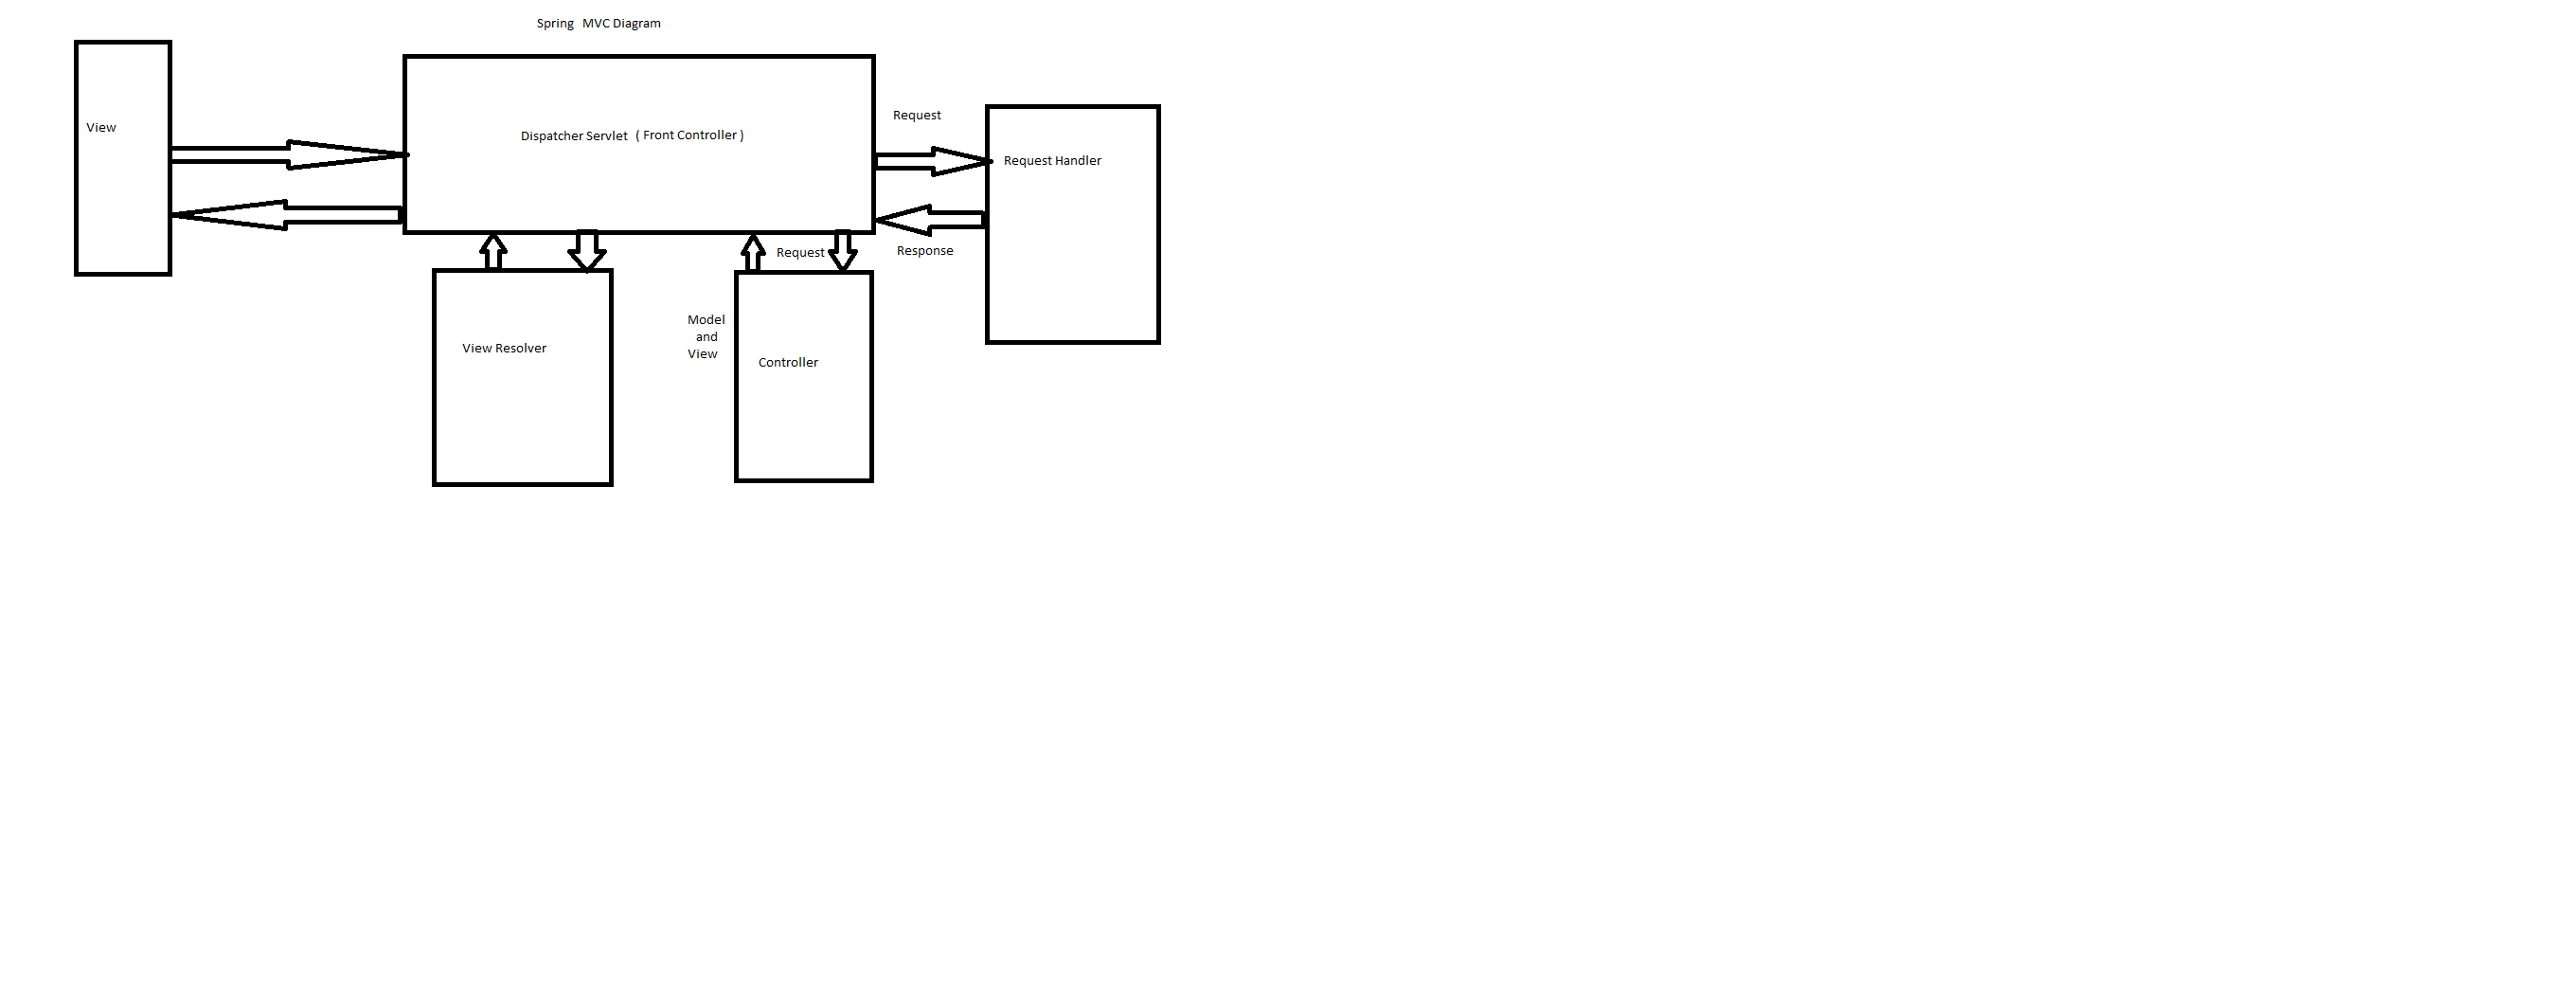 Spring MVC Diagram
View
Dispatcher Servlet ( Front Controller )
Request
Request Handler
Response
Request
Model
and
View
View Resolver
Controller